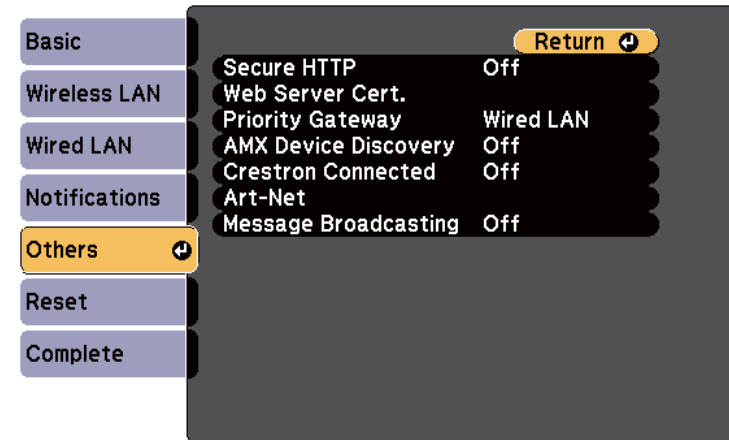 Basic
Wireless LAN
Wired LAN
Notifications
Others
Reset
Complete
Return
Secure HTTP Off
Web Server Cert.
Priority Gateway Wired LAN
AMX Device Discovery Off
Crestron Connected Off
Art-Net
Message Broadcasting Off